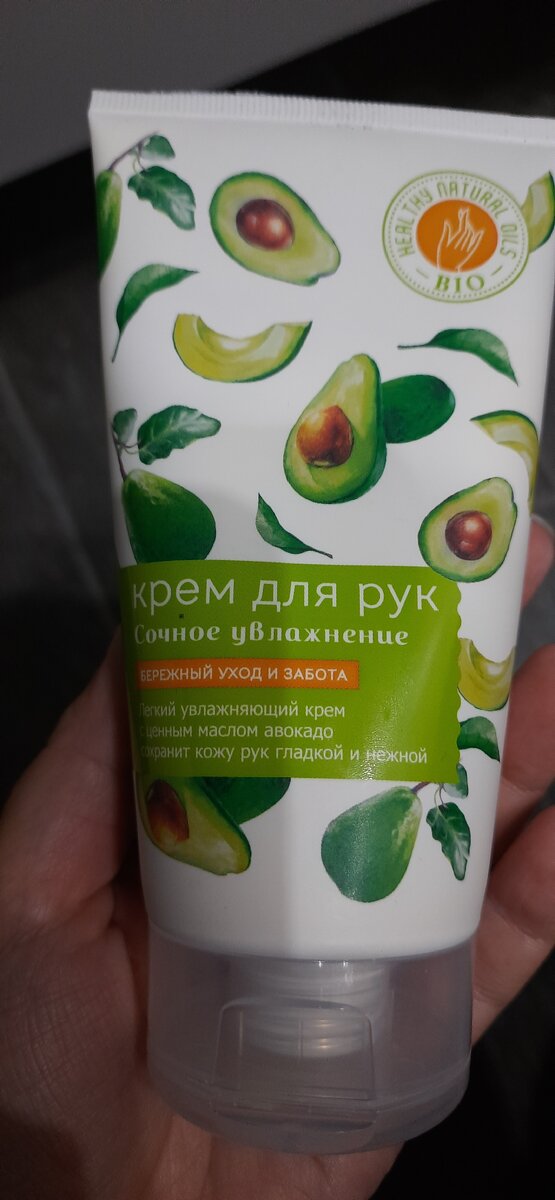 HEALTHY NATURAL OILS
BIO
крем для рук
Сочное увлажнение
БЕРЕЖНЫЙ УХОД И ЗАБОТА
Легкий увлажняющий крем
с ценным маслом авокадо
сохранит кожу рук гладкой и нежной